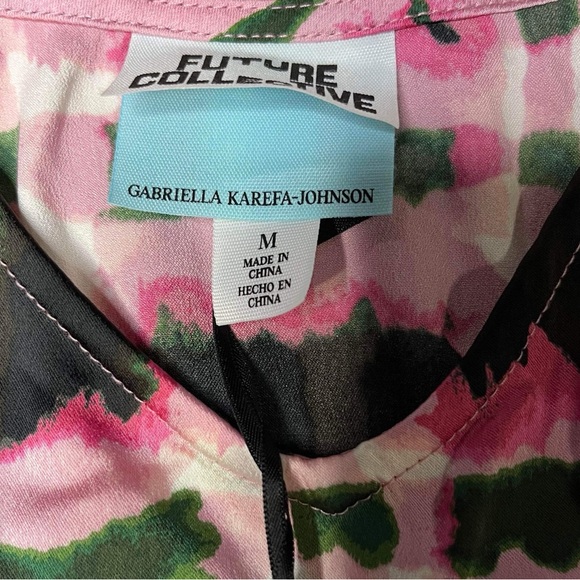 FUTURE
COLLECTIVE
GABRIELLA KAREFA-JOHNSON
M
MADE IN
CHINA
HECHO EN
CHINA